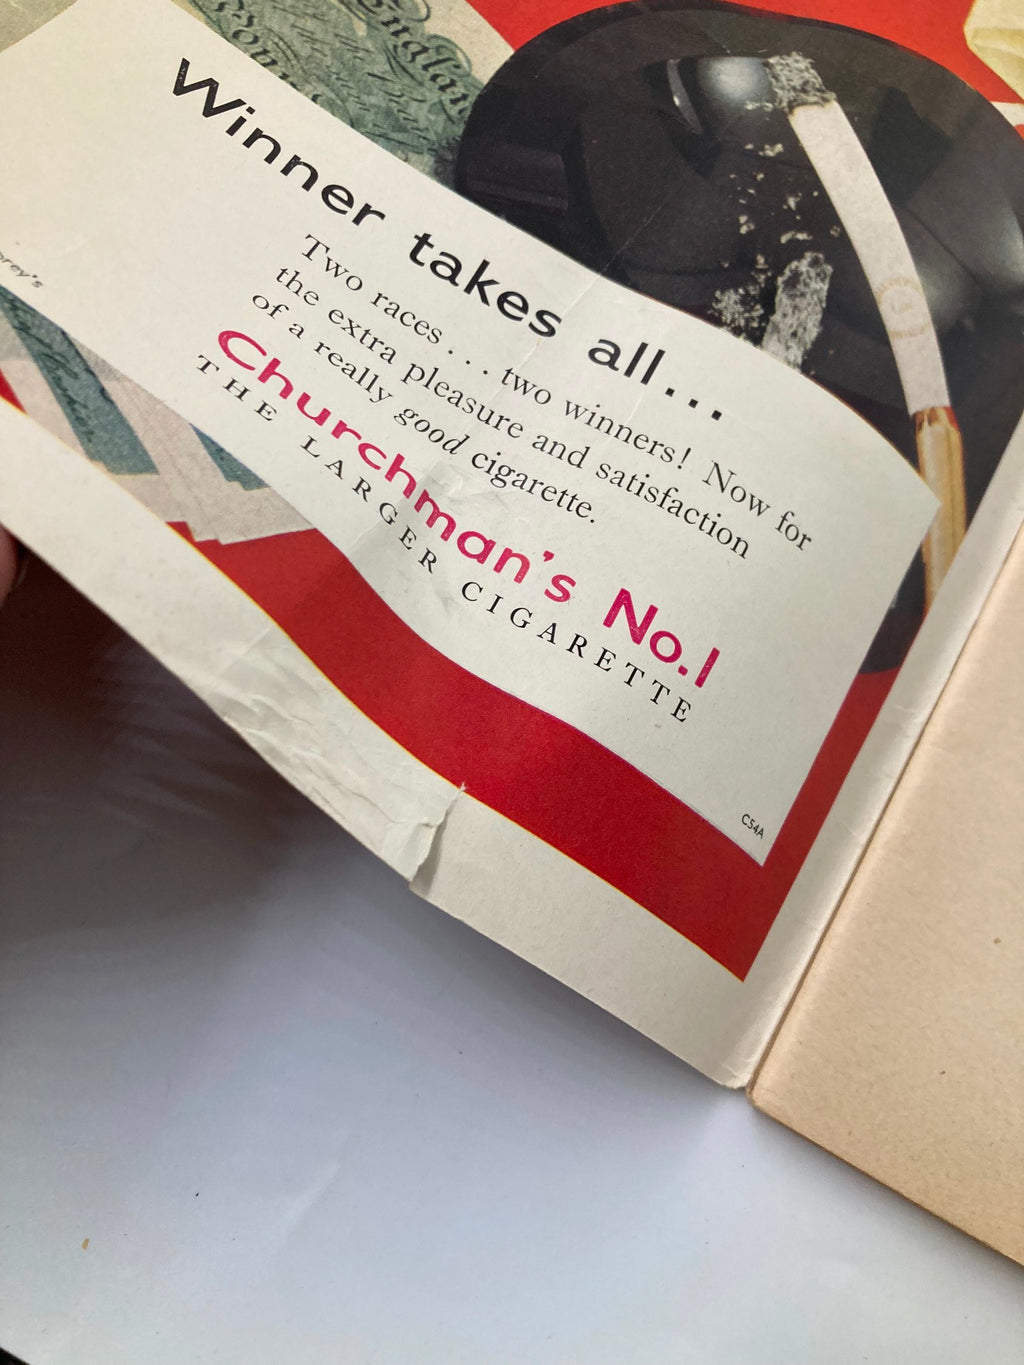 England
Winner takes all...
Two races . . . two winners! Now for
the extra pleasure and satisfaction
of a really good cigarette.
Churchman's No.1
THE LARGER CIGARETTE
C54A